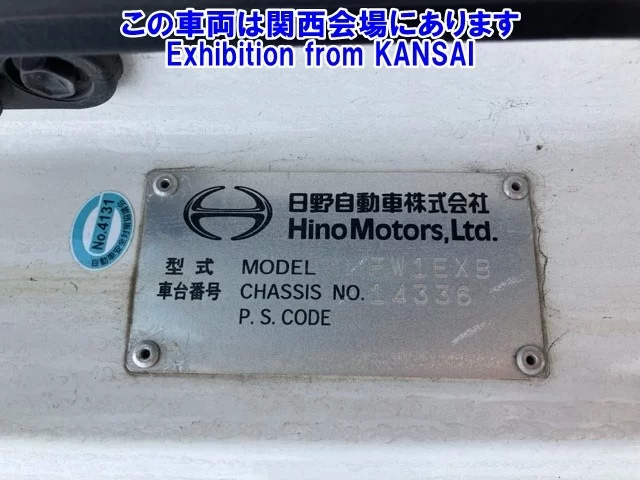 この車両は関西会場にあります
Exhibition from KANSAI
No.4131
日野自動車株式会社
Hino Motors, Ltd.
型式 MODEL FW1EXB
車台番号 CHASSIS NO. 14336
P. S. CODE